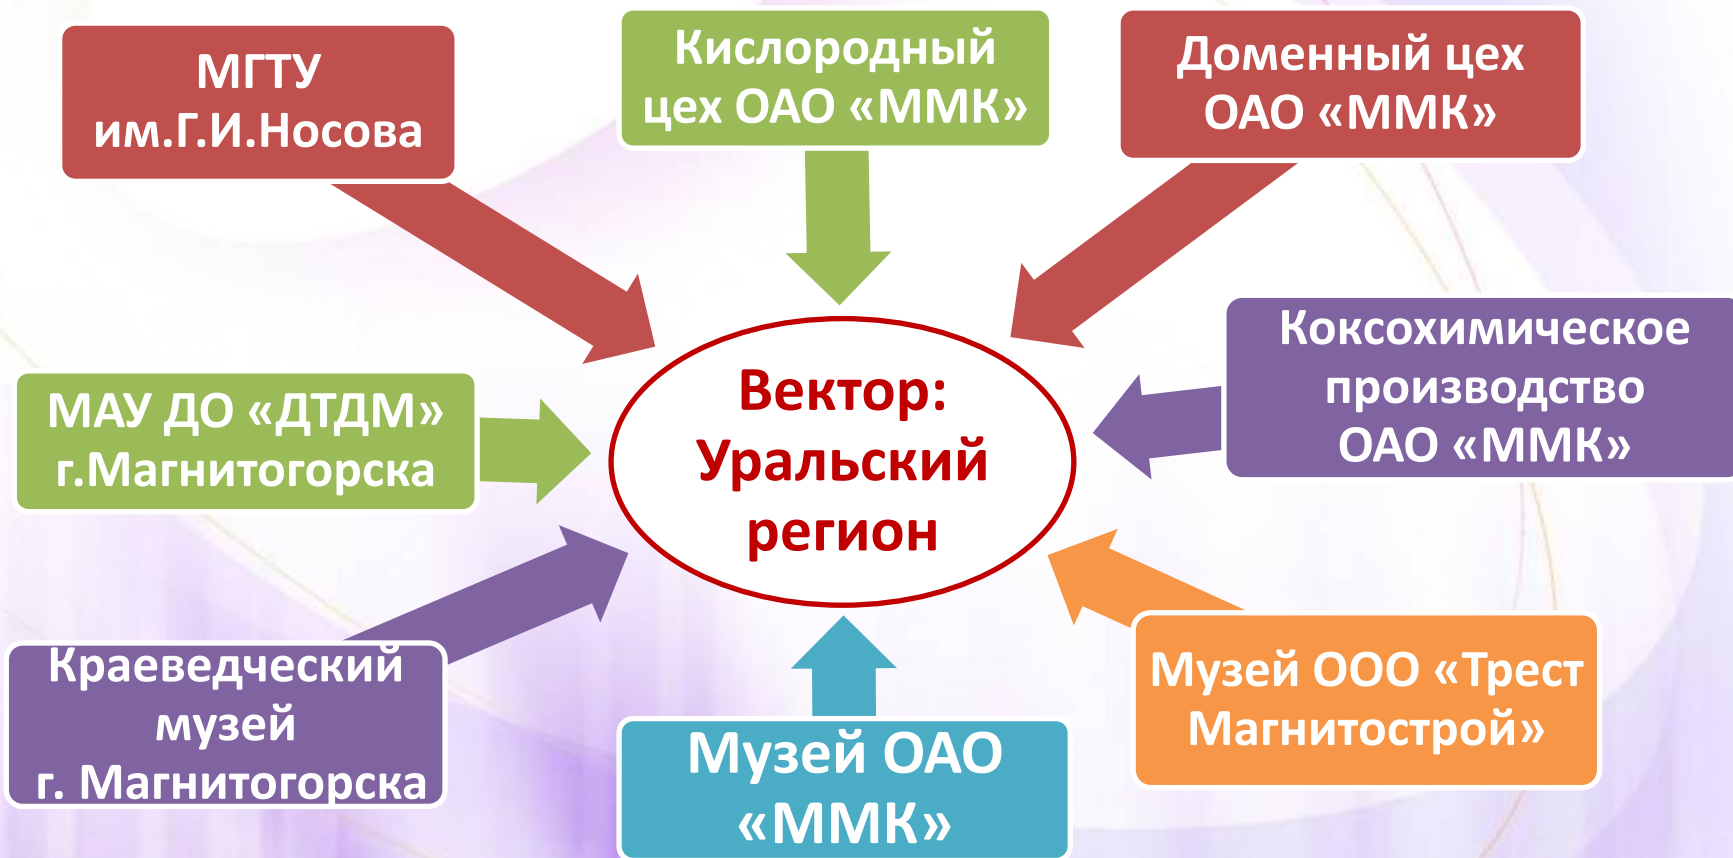 МГТУ
им.Г.И.Носова
Кислородный
цех ОАО «ММК»
Доменный цех
ОАО «ММК»
Коксохимическое
производство
ОАО «ММК»
Вектор:
Уральский
регион
МАУ ДО «ДТДМ»
г.Магнитогорска
Краеведческий
музей
г. Магнитогорска
Музей ОАО
«ММК»
Музей ООО «Трест
Магнитострой»